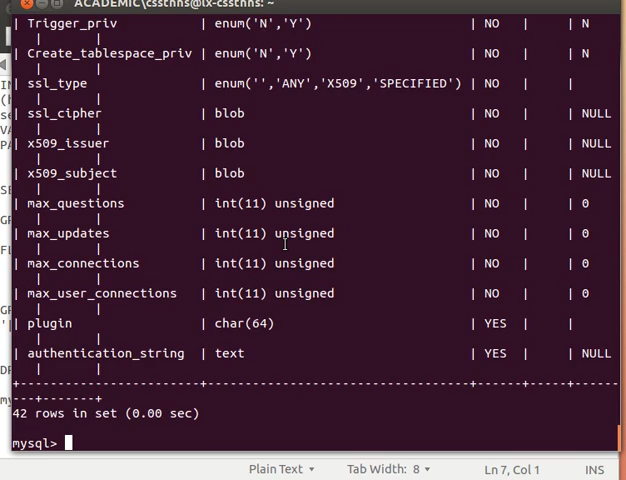 ACADEMIC\cssthns@lx-cssthns: ~
| Trigger_priv | enum('N','Y') | NO | | N
| |
| Create_tablespace_priv | enum('N','Y') | NO | | N
| |
| ssl_type | enum('','ANY','X509','SPECIFIED') | NO | |
| |
| ssl_cipher | blob | NO | | NULL
| |
| x509_issuer | blob | NO | | NULL
| |
| x509_subject | blob | NO | | NULL
| |
| max_questions | int(11) unsigned | NO | | 0
| |
| max_updates | int(11) unsigned | NO | | 0
| |
| max_connections | int(11) unsigned | NO | | 0
| |
| max_user_connections | int(11) unsigned | NO | | 0
| |
| plugin | char(64) | YES | |
| |
| authentication_string | text | YES | | NULL
| |
+------------------------+-----------------------------------+------+-----+-----
---+-------+
42 rows in set (0.00 sec)
mysql>
Plain Text Tab Width: 8 Ln 7, Col 1 INS